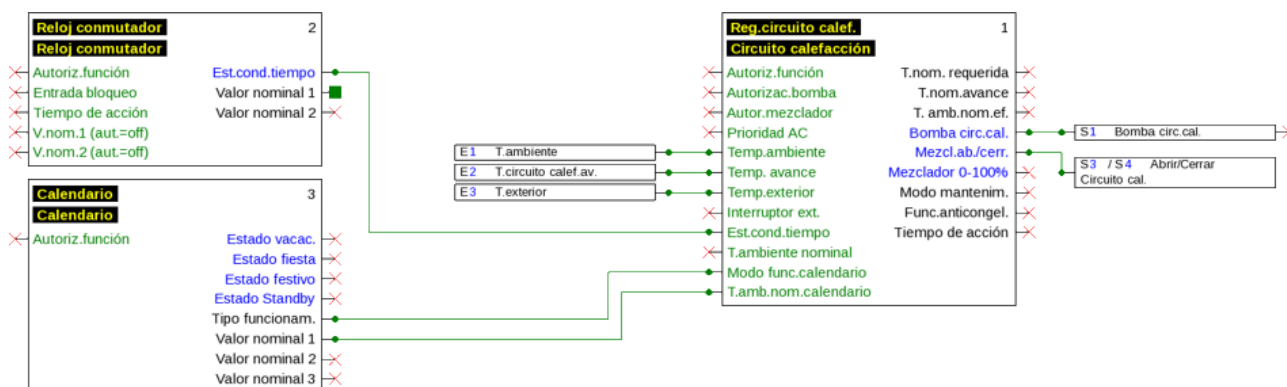 Reloj conmutador 2
Reloj conmutador
Autoriz.función Est.cond.tiempo
Entrada bloqueo Valor nominal 1
Tiempo de acción Valor nominal 2
V.nom.1 (aut.=off)
V.nom.2 (aut.=off)
Calendario 3
Calendario
Autoriz.función Estado vacac.
Estado fiesta
Estado festivo
Estado Standby
Tipo funcionam.
Valor nominal 1
Valor nominal 2
Valor nominal 3
E1 T.ambiente
E2 T.circuito calef.av.
E3 T.exterior
Reg.circuito calef. 1
Circuito calefacción
Autoriz.función T.nom. requerida
Autorizac.bomba T.nom.avance
Autor.mezclador T. amb.nom.ef.
Prioridad AC Bomba circ.cal.
Temp.ambiente Mezcl.ab./cerr.
Temp. avance Mezclador 0-100%
Temp.exterior Modo mantenim.
Interruptor ext. Func.anticongel.
Est.cond.tiempo Tiempo de acción
T.ambiente nominal
Modo func.calendario
T.amb.nom.calendario
S1 Bomba circ.cal.
S3 / S4 Abrir/Cerrar
Circuito cal.